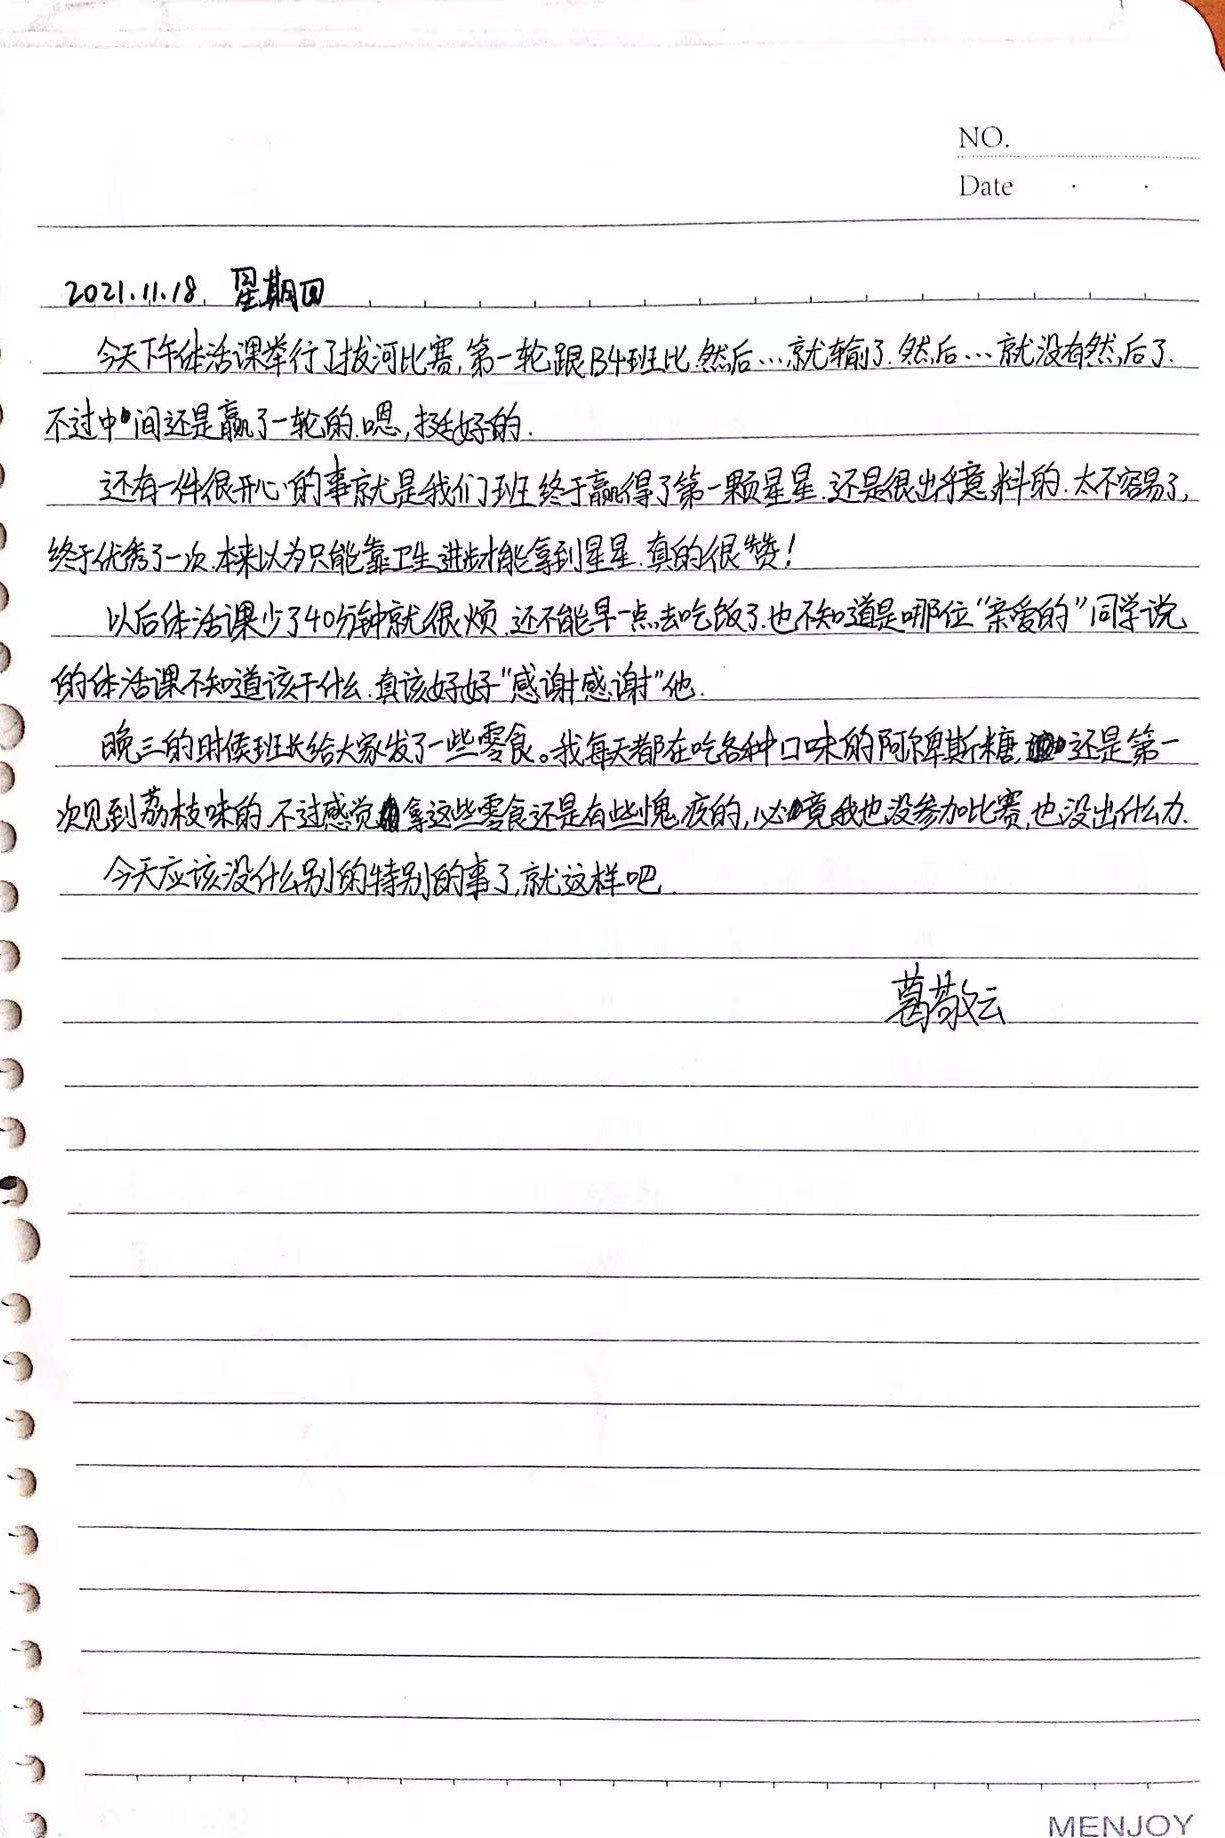 NO.
Date
2021.11.18 星期四
今天下午体活课举行了拔河比赛,第一轮跟B4班比.然后…就输了.然后…就没有然后了.
不过中间还是赢了一轮的.嗯,挺好的.
还有一件很开心的事就是我们班终于赢得了第一颗星星.还是很出乎意料的.太不容易了,
终于优秀了一次.本来以为只能靠卫生进步才能拿到星星.真的很赞!
以后体活课少了40分钟就很烦.还不能早一点去吃饭了.也不知道是哪位“亲爱的”同学说
的体活课不知道该干什么.真该好好“感谢感谢”他.
晚三的时候班长给大家发了一些零食。我每天都在吃各种口味的阿尔卑斯糖,还是第一
次见到荔枝味的.不过感觉拿这些零食还是有些愧疚的,必竟我也没参加比赛,也没出什么力.
今天应该没什么别的特别的事了,就这样吧.
葛敬云
MENJOY